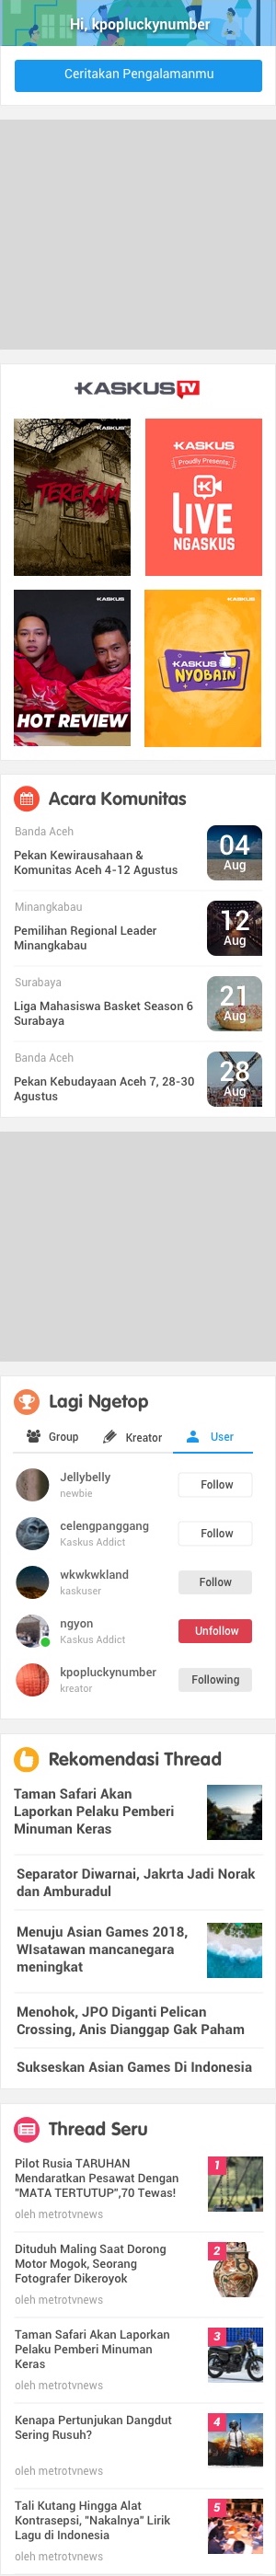 Hi, kpopluckynumber
Ceritakan Pengalamanmu
KASKUS TV
KASKUS
TEREKAM
KASKUS
Proudly Presents:
LIVE
NGASKUS
KASKUS
HOT REVIEW
KASKUS
KASKUS
NYOBAIN
Acara Komunitas
Banda Aceh
Pekan Kewirausahaan &
Komunitas Aceh 4-12 Agustus
04
Aug
Minangkabau
Pemilihan Regional Leader
Minangkabau
12
Aug
Surabaya
Liga Mahasiswa Basket Season 6
Surabaya
21
Aug
Banda Aceh
Pekan Kebudayaan Aceh 7, 28-30
Agustus
28
Aug
Lagi Ngetop
Group Kreator User
Jellybelly
newbie
Follow
celengpanggang
Kaskus Addict
Follow
wkwkwkland
kaskuser
Follow
ngyon
Kaskus Addict
Unfollow
kpopluckynumber
kreator
Following
Rekomendasi Thread
Taman Safari Akan
Laporkan Pelaku Pemberi
Minuman Keras
Separator Diwarnai, Jakrta Jadi Norak
dan Amburadul
Menuju Asian Games 2018,
WIsatawan mancanegara
meningkat
Menohok, JPO Diganti Pelican
Crossing, Anis Dianggap Gak Paham
Sukseskan Asian Games Di Indonesia
Thread Seru
Pilot Rusia TARUHAN
Mendaratkan Pesawat Dengan
"MATA TERTUTUP",70 Tewas!
oleh metrotvnews
1
Dituduh Maling Saat Dorong
Motor Mogok, Seorang
Fotografer Dikeroyok
oleh metrotvnews
2
Taman Safari Akan Laporkan
Pelaku Pemberi Minuman
Keras
oleh metrotvnews
3
Kenapa Pertunjukan Dangdut
Sering Rusuh?
oleh metrotvnews
4
Tali Kutang Hingga Alat
Kontrasepsi, "Nakalnya" Lirik
Lagu di Indonesia
oleh metrotvnews
5